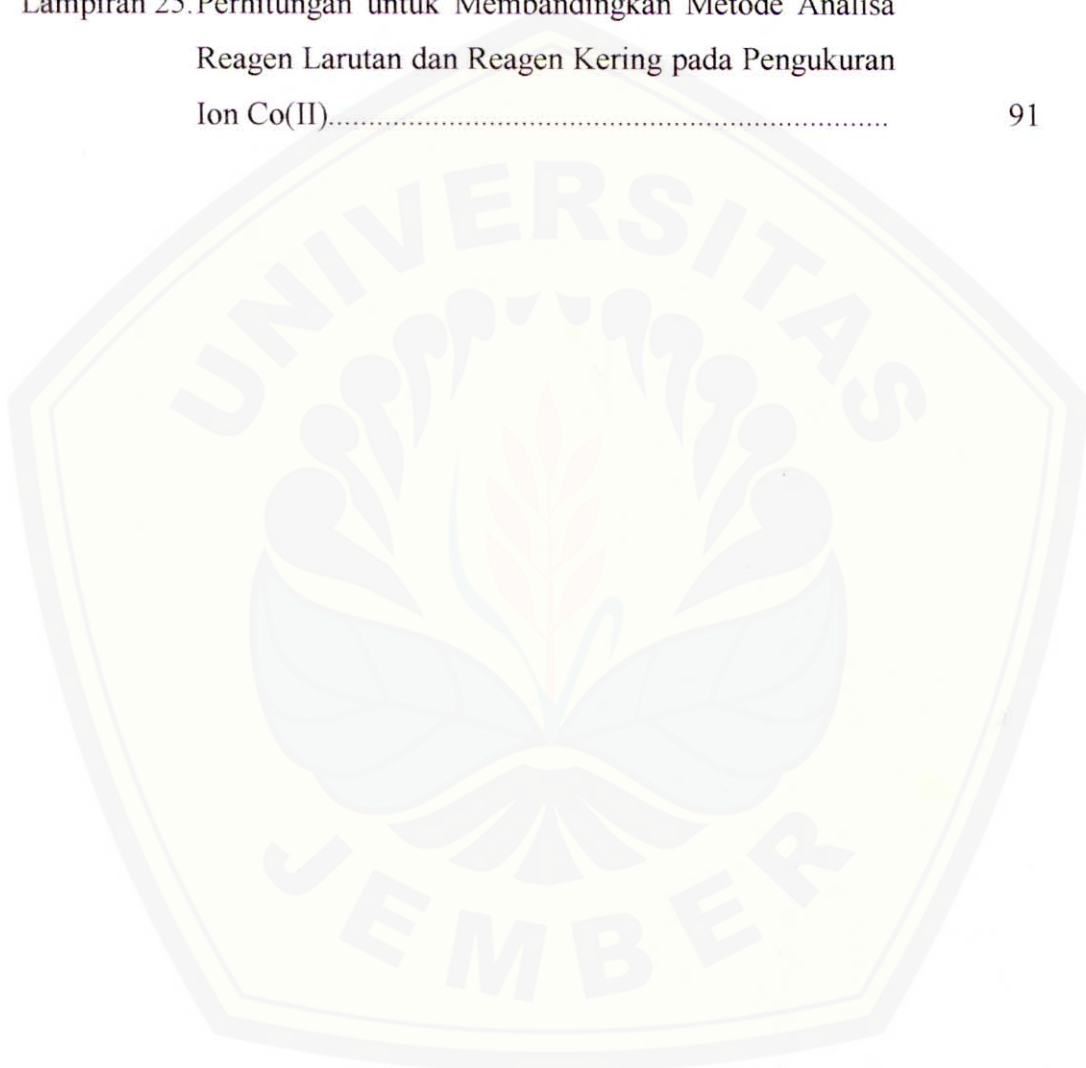 Lampiran 25. Perhitungan untuk Membandingkan Metode Analisa
Reagen Larutan dan Reagen Kering pada Pengukuran
Ion Co(II)...................................................................... 91
UNIVERSITAS
JEMBER